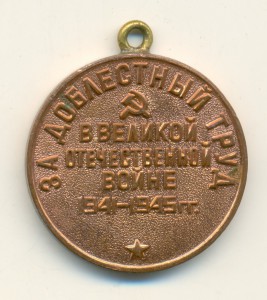 ЗА ДОБЛЕСТНЫЙ ТРУД
В ВЕЛИКОЙ
ОТЕЧЕСТВЕННОЙ
ВОЙНЕ
1941-1945 гг.